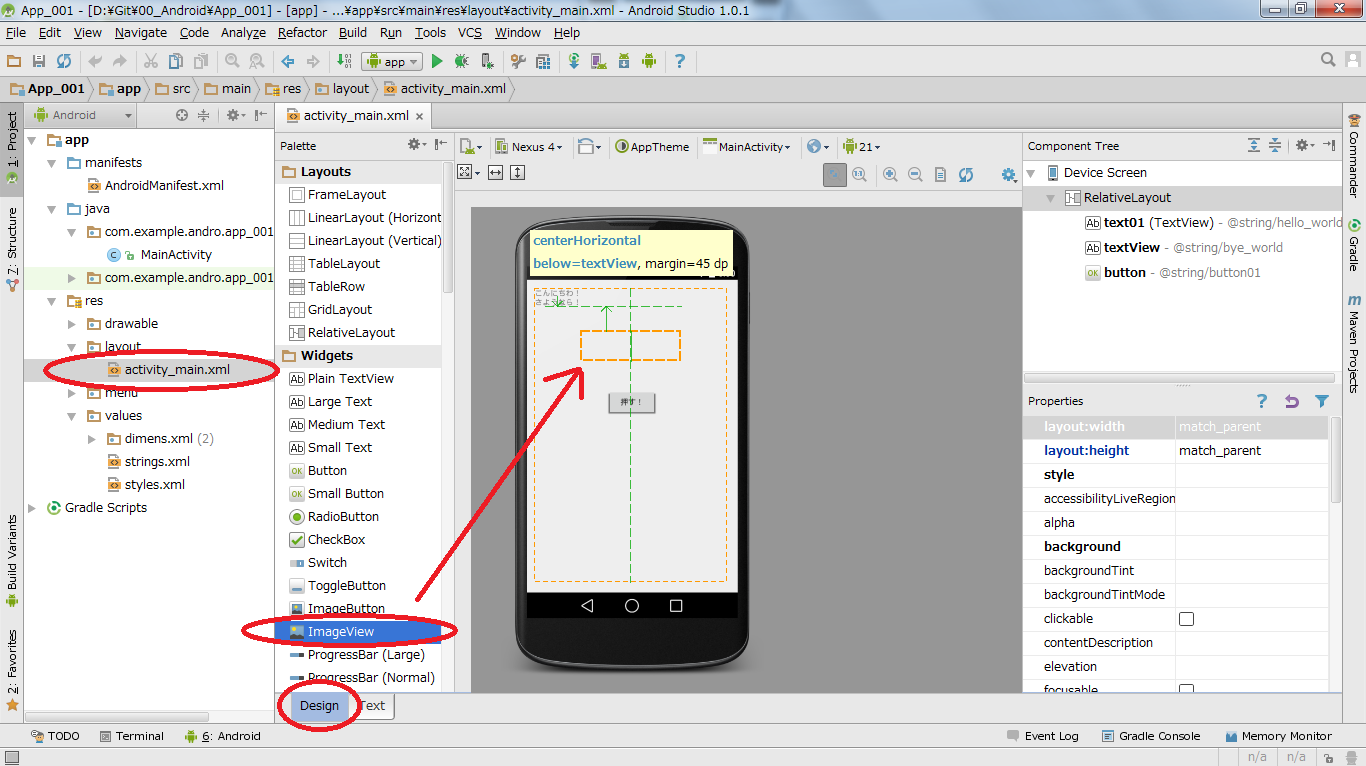 App_001 - [D:¥Git¥00_Android¥App_001] - [app] - ...¥app¥src¥main¥res¥layout¥activity_main.xml - Android Studio 1.0.1
File Edit View Navigate Code Analyze Refactor Build Run Tools VCS Window Help
app
App_001 app src main res layout activity_main.xml
1: Project
7: Structure
Build Variants
2: Favorites
Android
app
manifests
AndroidManifest.xml
java
com.example.andro.app_001
MainActivity
com.example.andro.app_001
res
drawable
layout
activity_main.xml
menu
values
dimens.xml (2)
strings.xml
styles.xml
Gradle Scripts
activity_main.xml
Palette
Layouts
FrameLayout
LinearLayout (Horizont
LinearLayout (Vertical)
TableLayout
TableRow
GridLayout
RelativeLayout
Widgets
Plain TextView
Large Text
Medium Text
Small Text
Button
Small Button
RadioButton
CheckBox
Switch
ToggleButton
ImageButton
ImageView
ProgressBar (Large)
ProgressBar (Normal)
Design Text
Nexus 4 AppTheme MainActivity 21
centerHorizontal
below=textView, margin=45 dp
こんにちわ！
さようなら！
押す！
Component Tree
Device Screen
RelativeLayout
Ab text01 (TextView) - @string/hello_world
Ab textView - @string/bye_world
OK button - @string/button01
Properties
layout:width match_parent
layout:height match_parent
style
accessibilityLiveRegion
alpha
background
backgroundTint
backgroundTintMode
clickable
contentDescription
elevation
focusable
Commander
Gradle
Maven Projects
TODO Terminal 6: Android Event Log Gradle Console Memory Monitor
n/a n/a